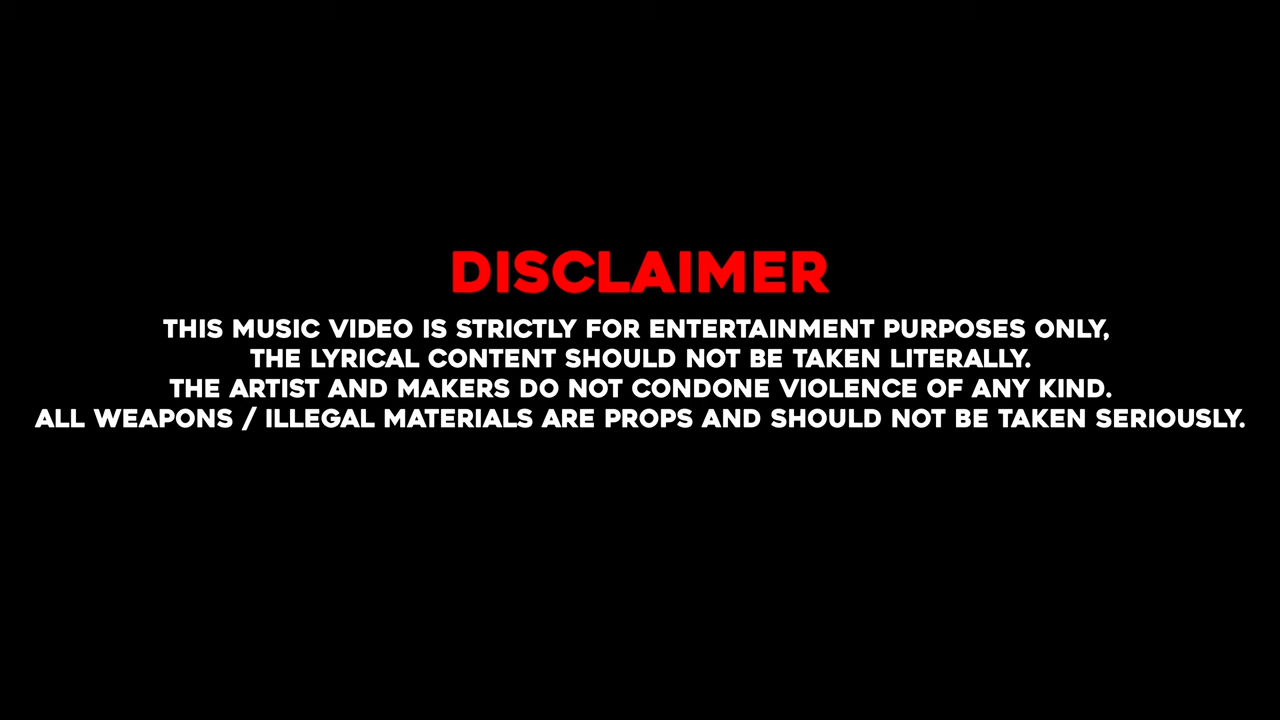 DISCLAIMER
THIS MUSIC VIDEO IS STRICTLY FOR ENTERTAINMENT PURPOSES ONLY,
THE LYRICAL CONTENT SHOULD NOT BE TAKEN LITERALLY.
THE ARTIST AND MAKERS DO NOT CONDONE VIOLENCE OF ANY KIND.
ALL WEAPONS / ILLEGAL MATERIALS ARE PROPS AND SHOULD NOT BE TAKEN SERIOUSLY.